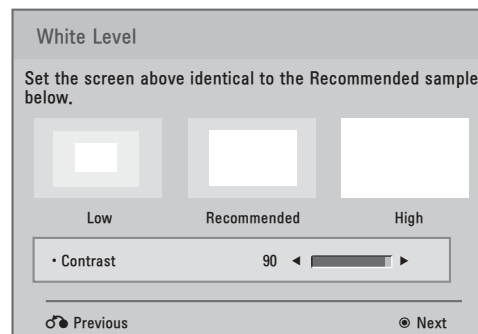 White Level
Set the screen above identical to the Recommended sample
below.
Low Recommended High
• Contrast 90 ◄ ►
Previous ◉ Next